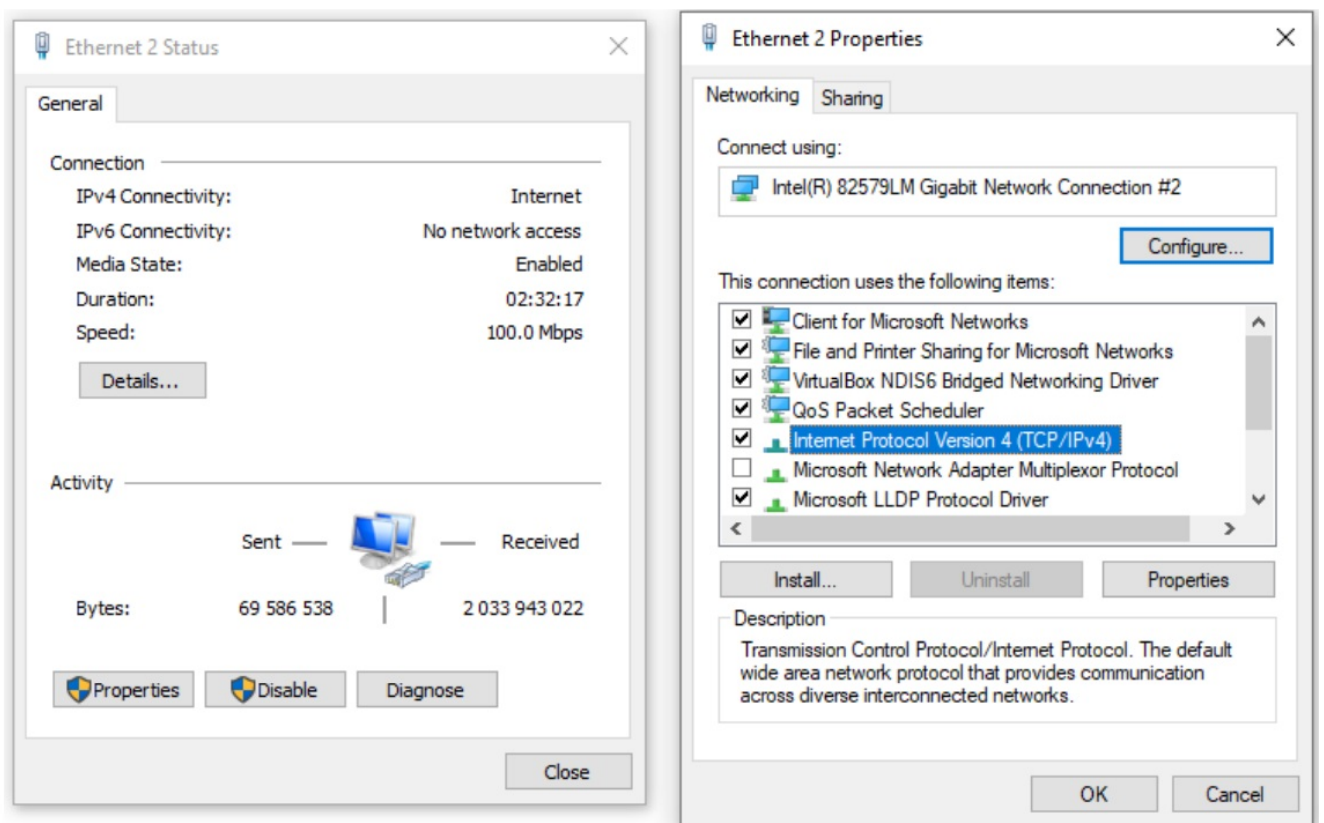 Ethernet 2 Status
General
Connection
IPv4 Connectivity: Internet
IPv6 Connectivity: No network access
Media State: Enabled
Duration: 02:32:17
Speed: 100.0 Mbps
Details...
Activity
Sent Received
Bytes: 69 586 538 2 033 943 022
Properties Disable Diagnose
Close
Ethernet 2 Properties
Networking Sharing
Connect using:
Intel(R) 82579LM Gigabit Network Connection #2
Configure...
This connection uses the following items:
Client for Microsoft Networks
File and Printer Sharing for Microsoft Networks
VirtualBox NDIS6 Bridged Networking Driver
QoS Packet Scheduler
Internet Protocol Version 4 (TCP/IPv4)
Microsoft Network Adapter Multiplexor Protocol
Microsoft LLDP Protocol Driver
Install... Uninstall Properties
Description
Transmission Control Protocol/Internet Protocol. The default
wide area network protocol that provides communication
across diverse interconnected networks.
OK Cancel